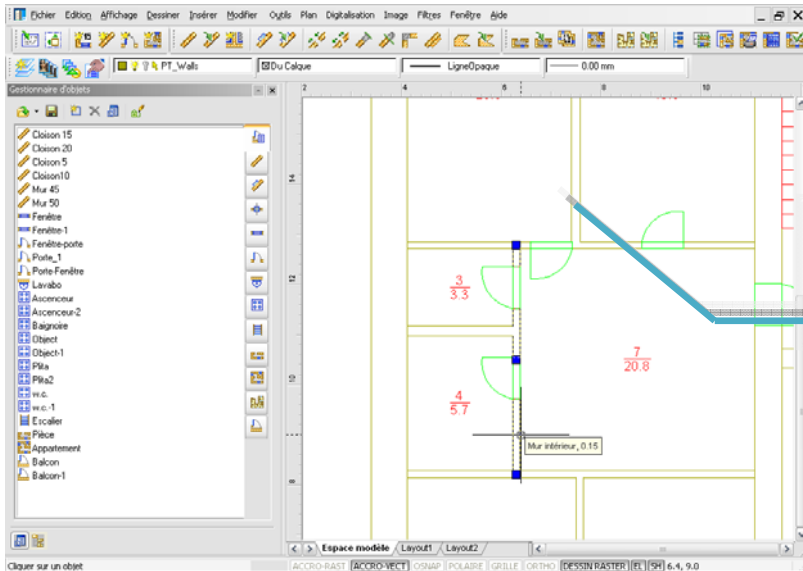 Fichier Edition Affichage Dessiner Insérer Modifier Outils Plan Digitalisation Image Filtres Fenêtre Aide
PT_Walls Du Calque LigneOpaque 0.00 mm
Gestionnaire d'objets
Cloison 15
Cloison 20
Cloison 5
Cloison10
Mur 45
Mur 50
Fenêtre
Fenêtre-1
Fenêtre-porte
Porte_1
Porte-Fenêtre
Lavabo
Ascenceur
Ascenceur-2
Baignoire
Object
Object-1
Plita
Plita2
w.c.
w.c.-1
Escalier
Pièce
Appartement
Balcon
Balcon-1
2 4 6 8 10
14
12
10
8
3
3.3
7
20.8
4
5.7
Mur intérieur, 0.15
Espace modèle Layout1 Layout2
Cliquer sur un objet
ACCRO-RAST ACCRO-VECT OSNAP POLAIRE GRILLE ORTHO DESSIN RASTER EL SH 6.4, 9.0